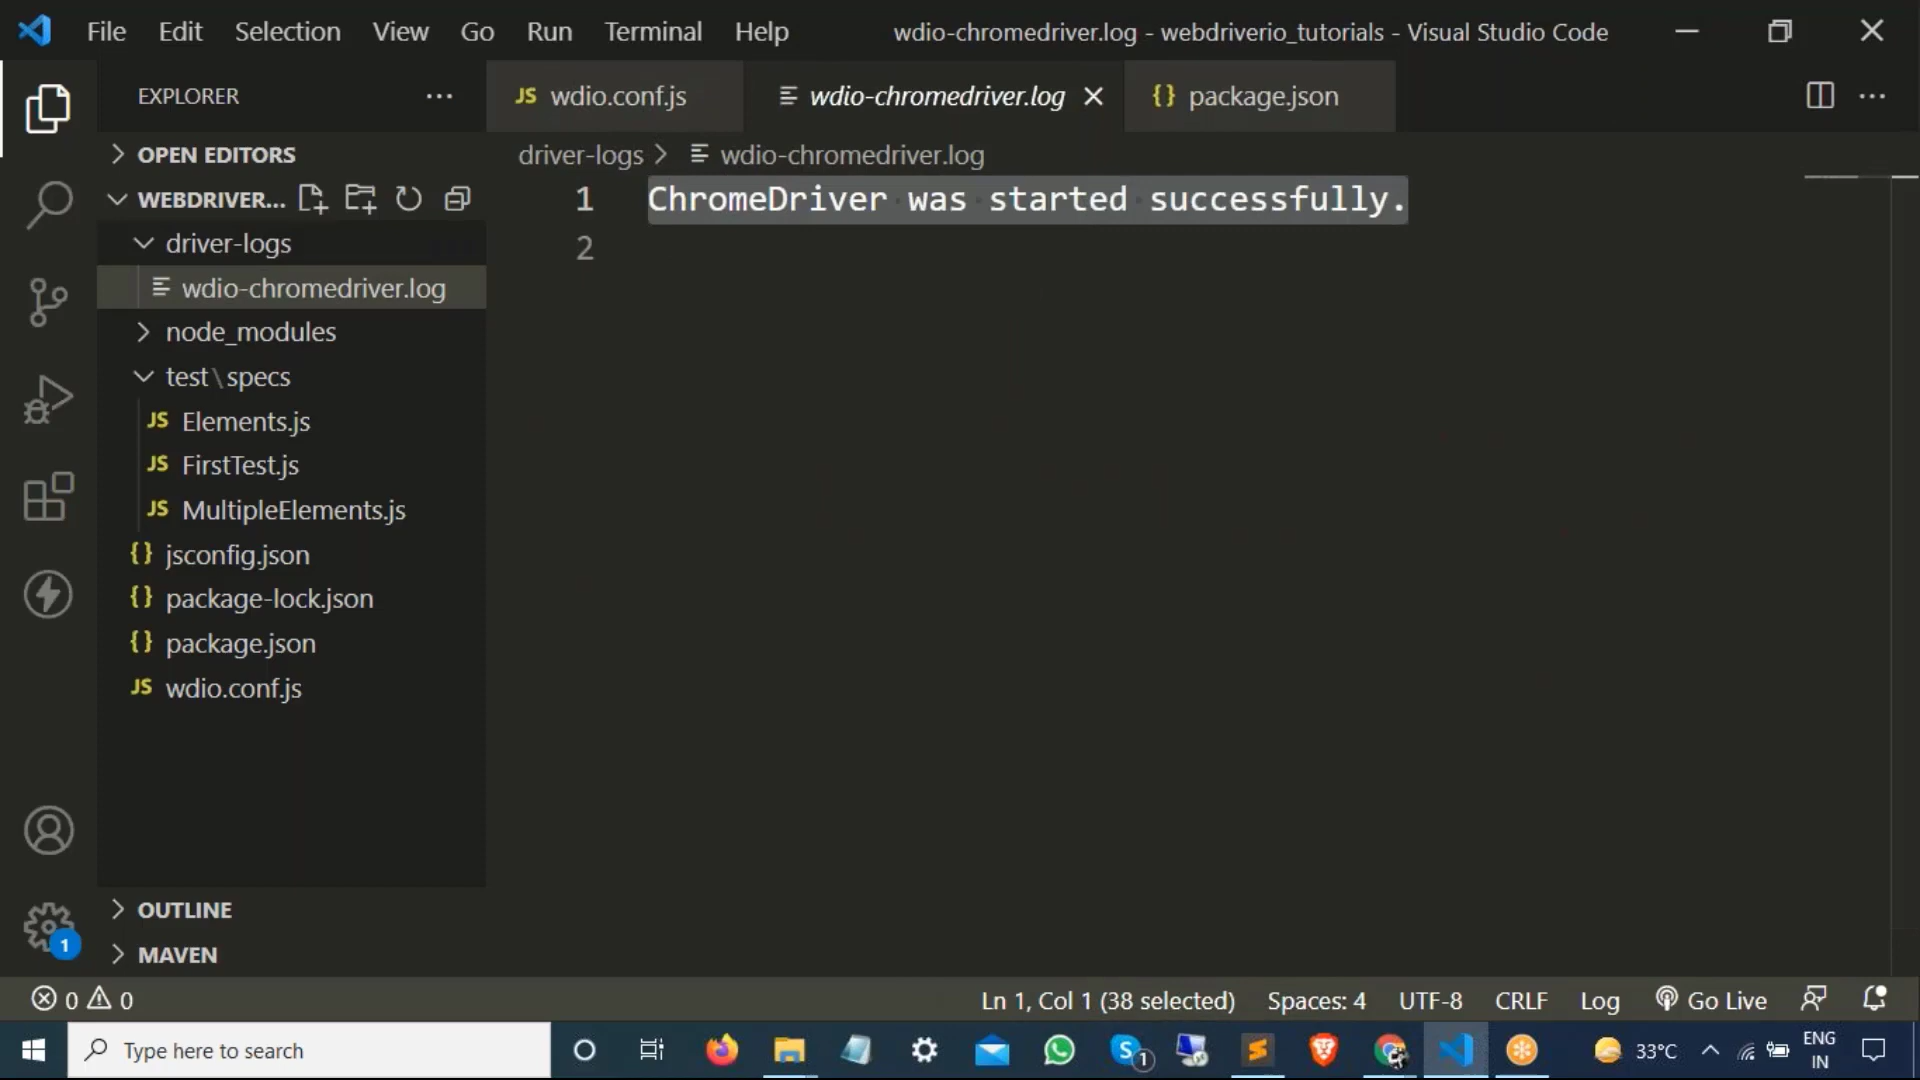 File Edit Selection View Go Run Terminal Help wdio-chromedriver.log - webdriverio_tutorials - Visual Studio Code
EXPLORER
JS wdio.conf.js
wdio-chromedriver.log
{} package.json
OPEN EDITORS
driver-logs > wdio-chromedriver.log
WEBDRIVER...
1 ChromeDriver was started successfully.
2
driver-logs
wdio-chromedriver.log
node_modules
test\specs
JS Elements.js
JS FirstTest.js
JS MultipleElements.js
{} jsconfig.json
{} package-lock.json
{} package.json
JS wdio.conf.js
OUTLINE
1
MAVEN
0 0 Ln 1, Col 1 (38 selected) Spaces: 4 UTF-8 CRLF Log Go Live
Type here to search
S 1
33°C
ENG
IN